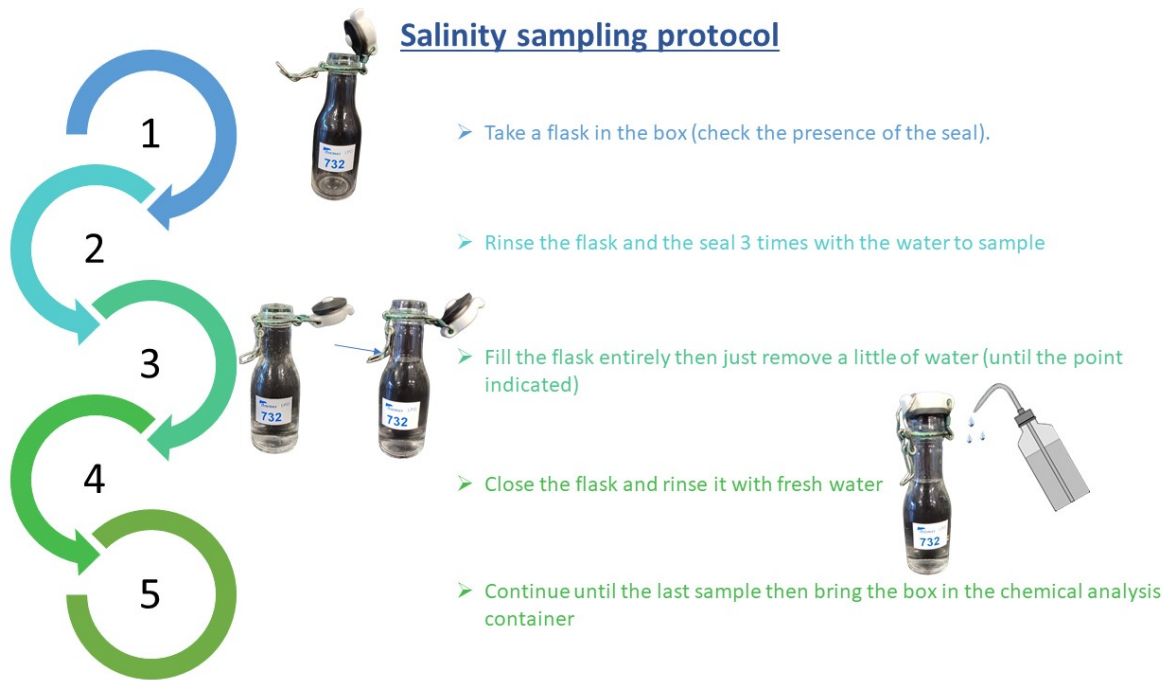 Salinity sampling protocol
1
➢ Take a flask in the box (check the presence of the seal).
732
2
➢ Rinse the flask and the seal 3 times with the water to sample
3
➢ Fill the flask entirely then just remove a little of water (until the point
indicated)
732
732
4
➢ Close the flask and rinse it with fresh water
732
5
➢ Continue until the last sample then bring the box in the chemical analysis
container